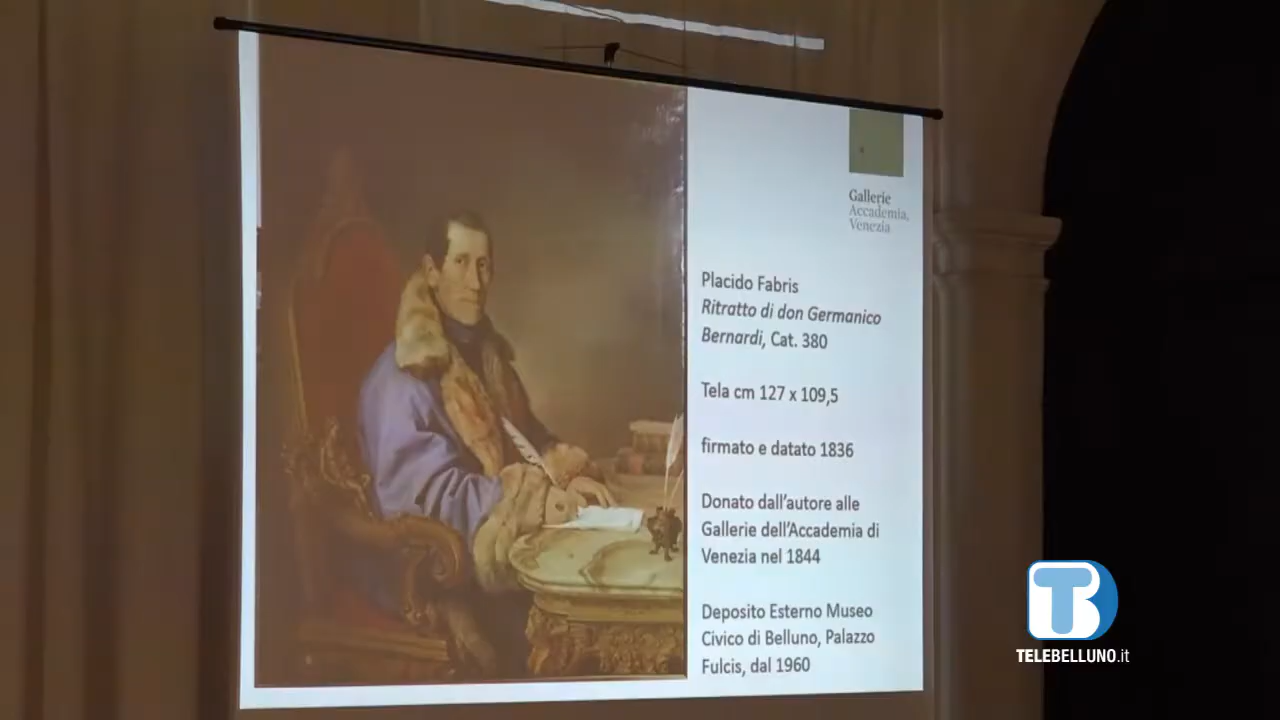 Gallerie
Accademia,
Venezia
Placido Fabris
Ritratto di don Germanico
Bernardi, Cat. 380
Tela cm 127 x 109,5
firmato e datato 1836
Donato dall'autore alle
Gallerie dell'Accademia di
Venezia nel 1844
Deposito Esterno Museo
Civico di Belluno, Palazzo
Fulcis, dal 1960
TB
TELEBELLUNO.it